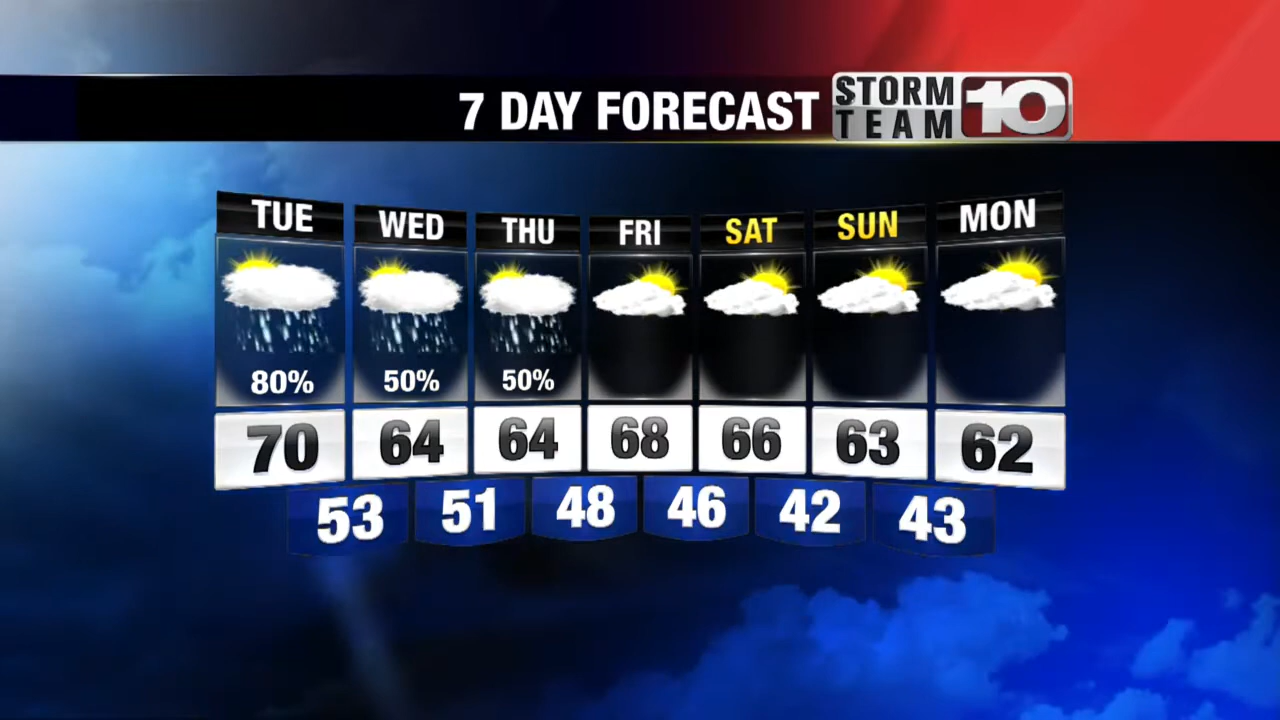 7 DAY FORECAST
STORM
TEAM
10
TUE WED THU FRI SAT SUN MON
80% 50% 50%
70 64 64 68 66 63 62
53 51 48 46 42 43